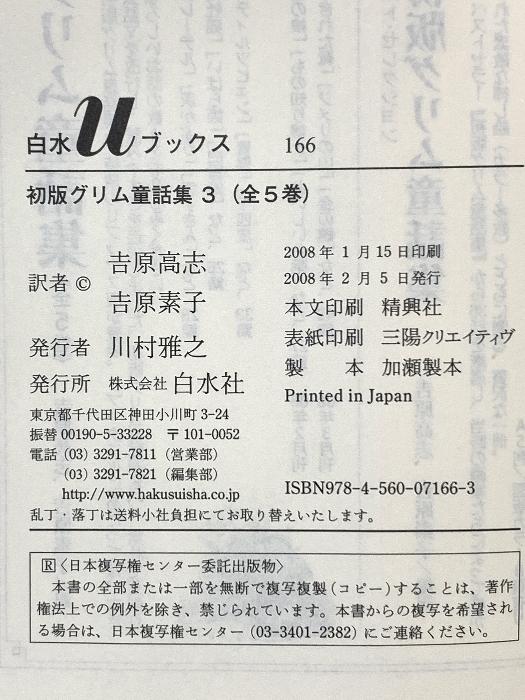 白水uブックス 166
初版グリム童話集 3（全5巻）
訳者 © 吉原高志
吉原素子
発行者 川村雅之
発行所 株式会社 白水社
東京都千代田区神田小川町 3-24
振替 00190-5-33228 〒 101-0052
電話 (03) 3291-7811（営業部）
(03) 3291-7821（編集部）
http://www.hakusuisha.co.jp
乱丁・落丁は送料小社負担にてお取り替えいたします。
2008 年 1 月 15 日印刷
2008 年 2 月 5 日発行
本文印刷 精興社
表紙印刷 三陽クリエイティヴ
製本 加瀬製本
Printed in Japan
ISBN978-4-560-07166-3
🅁〈日本複写権センター委託出版物〉
本書の全部または一部を無断で複写複製（コピー）することは、著作
権法上での例外を除き、禁じられています。本書からの複写を希望され
る場合は、日本複写権センター（03-3401-2382）にご連絡ください。